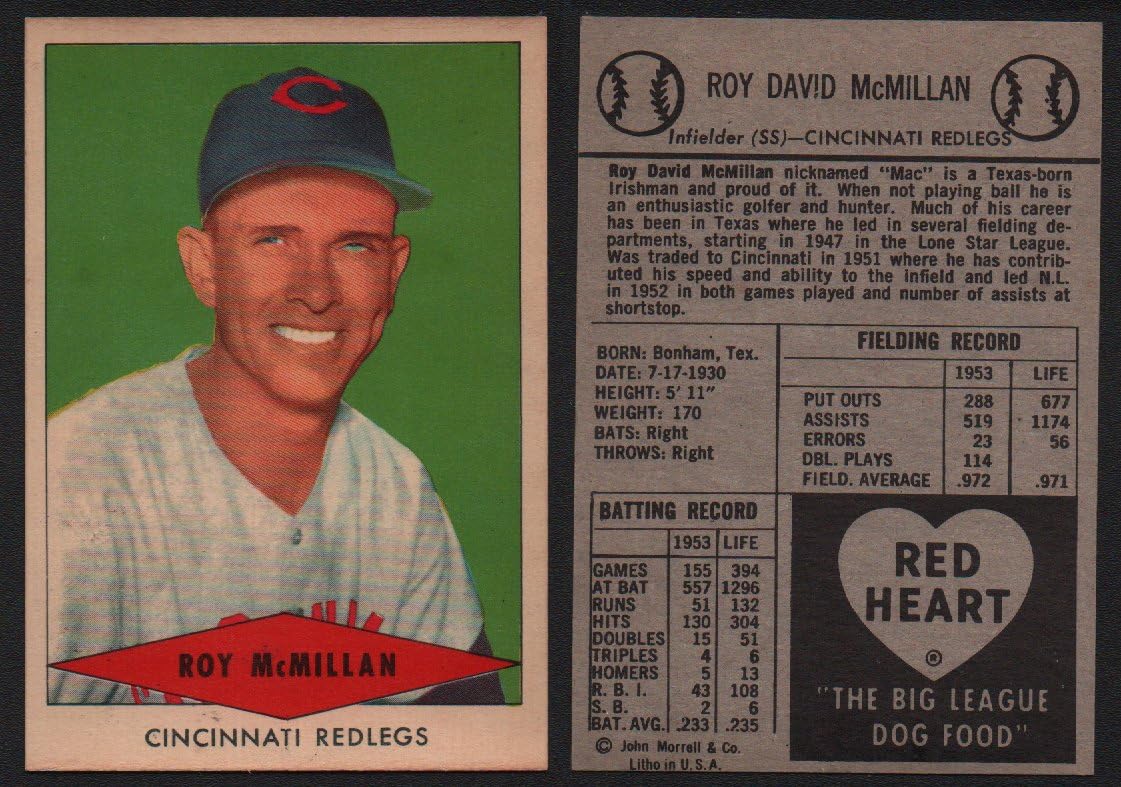 C
ROY McMILLAN
CINCINNATI REDLEGS
ROY DAVID McMILLAN
Infielder (SS)—CINCINNATI REDLEGS
Roy David McMillan nicknamed "Mac" is a Texas-born
Irishman and proud of it. When not playing ball he is
an enthusiastic golfer and hunter. Much of his career
has been in Texas where he led in several fielding de-
partments, starting in 1947 in the Lone Star League.
Was traded to Cincinnati in 1951 where he has contrib-
uted his speed and ability to the infield and led N.L.
in 1952 in both games played and number of assists at
shortstop.
BORN: Bonham, Tex.
DATE: 7-17-1930
HEIGHT: 5' 11"
WEIGHT: 170
BATS: Right
THROWS: Right
FIELDING RECORD
1953 LIFE
PUT OUTS 288 677
ASSISTS 519 1174
ERRORS 23 56
DBL. PLAYS 114
FIELD. AVERAGE .972 .971
BATTING RECORD
1953 LIFE
GAMES 155 394
AT BAT 557 1296
RUNS 51 132
HITS 130 304
DOUBLES 15 51
TRIPLES 4 6
HOMERS 5 13
R. B. I. 43 108
S. B. 2 6
BAT. AVG. .233 .235
© John Morrell & Co.
Litho in U. S. A.
RED
HEART
®
"THE BIG LEAGUE
DOG FOOD"